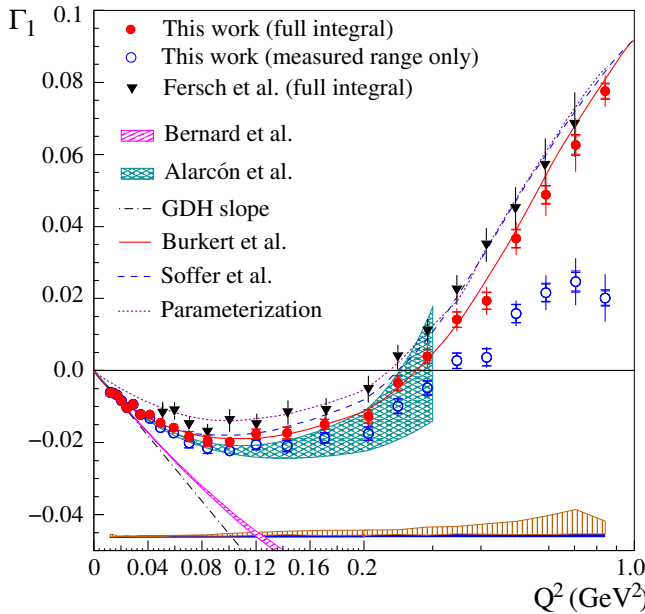 Γ₁
0.1
This work (full integral)
This work (measured range only)
0.08
Fersch et al. (full integral)
Bernard et al.
0.06
Alarcón et al.
GDH slope
0.04
Burkert et al.
Soffer et al.
0.02
Parameterization
0.0
−0.02
−0.04
0 0.04 0.08 0.12 0.2 1.0
Q² (GeV²)